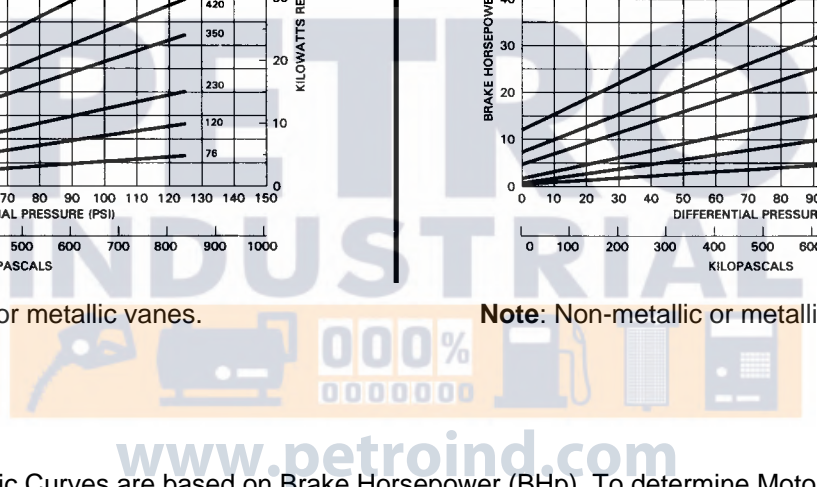 420
350
230
120
76
20
10
0
KILOWATTS
70 80 90 100 110 120 130 140 150
PRESSURE (PSI)
500 600 700 800 900 1000
BRAKE HORSEPOWE
40
30
20
10
0
0 10 20 30 40 50 60 70 80 90
DIFFERENTIAL PRESSUR
0 100 200 300 400 500 600
KILOPASCALS
PETRO
INDUSTRIAL
or metallic vanes.
Note: Non-metallic or metalli
000%
0000000
www.petroind.com
ic Curves are based on Brake Horsepower (BHp). To determine Moto